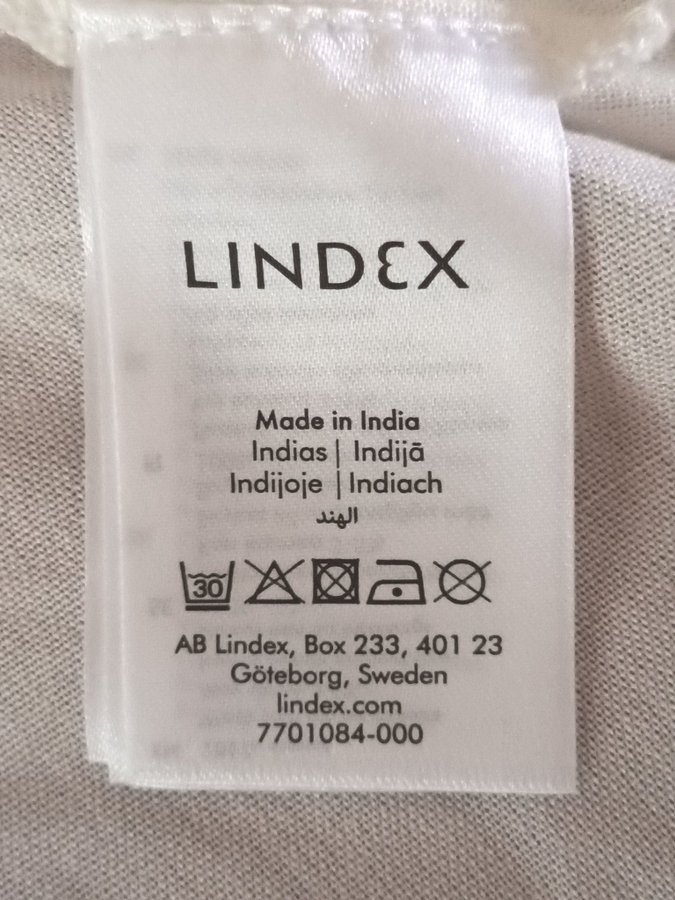 LINDEX
Made in India
Indias | Indijā
Indijoje | Indiach
الهند
30
AB Lindex, Box 233, 401 23
Göteborg, Sweden
lindex.com
7701084-000